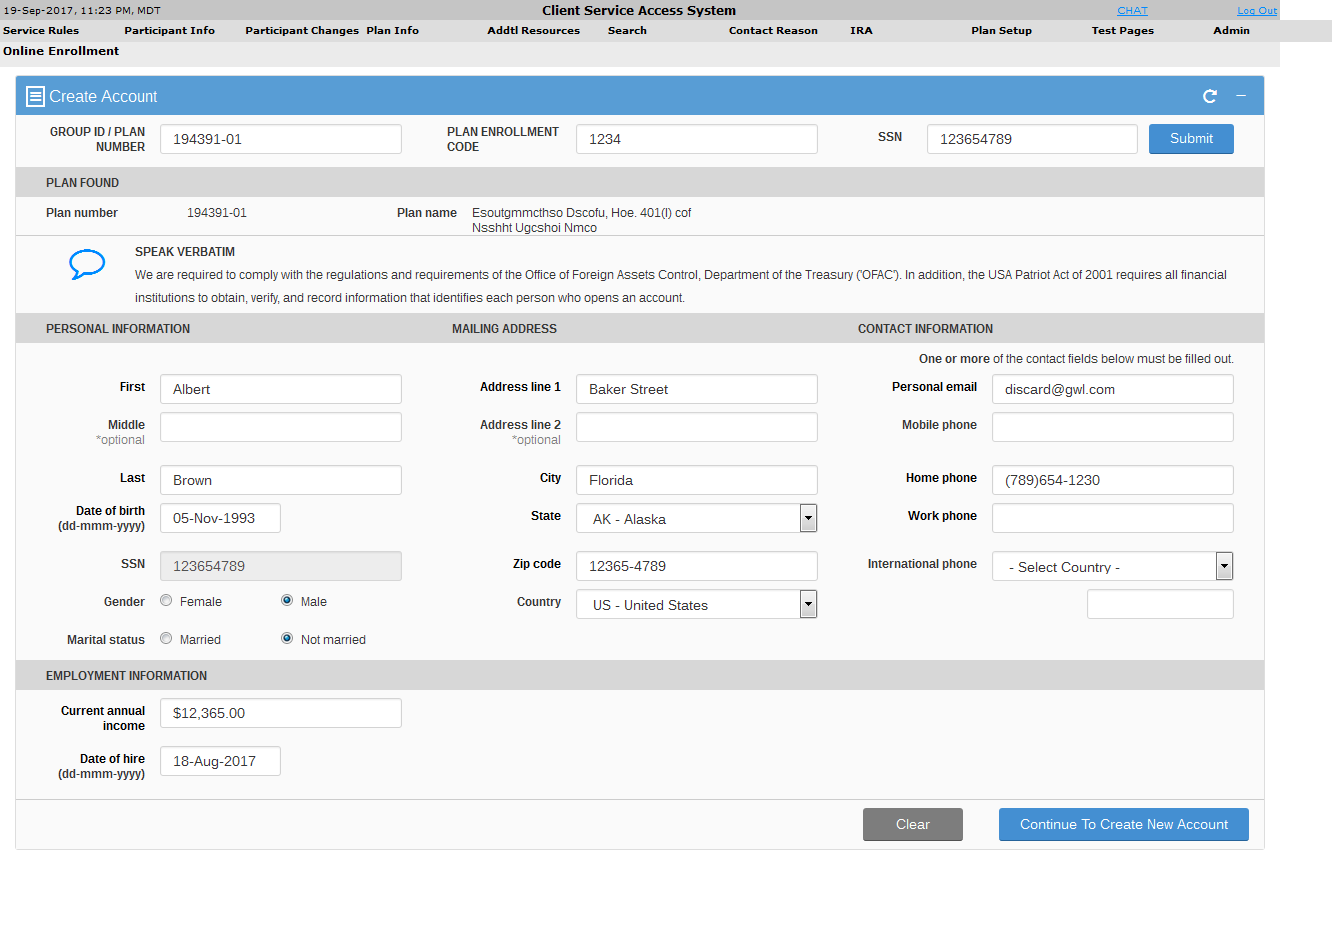 19-Sep-2017, 11:23 PM, MDT Client Service Access System CHAT Log Out
Service Rules Participant Info Participant Changes Plan Info Addtl Resources Search Contact Reason IRA Plan Setup Test Pages Admin
Online Enrollment
Create Account
GROUP ID / PLAN NUMBER 194391-01 PLAN ENROLLMENT CODE 1234 SSN 123654789 Submit
PLAN FOUND
Plan number 194391-01 Plan name Esoutgmmcthso Dscofu, Hoe. 401(l) cof
Nsshht Ugcshoi Nmco
SPEAK VERBATIM
We are required to comply with the regulations and requirements of the Office of Foreign Assets Control, Department of the Treasury ('OFAC'). In addition, the USA Patriot Act of 2001 requires all financial
institutions to obtain, verify, and record information that identifies each person who opens an account.
PERSONAL INFORMATION MAILING ADDRESS CONTACT INFORMATION
One or more of the contact fields below must be filled out.
First Albert Address line 1 Baker Street Personal email discard@gwl.com
Middle Address line 2 Mobile phone
*optional *optional
Last Brown City Florida Home phone (789)654-1230
Date of birth 05-Nov-1993 State AK - Alaska Work phone
(dd-mmm-yyyy)
SSN 123654789 Zip code 12365-4789 International phone - Select Country -
Gender Female Male Country US - United States
Marital status Married Not married
EMPLOYMENT INFORMATION
Current annual $12,365.00
income
Date of hire 18-Aug-2017
(dd-mmm-yyyy)
Clear Continue To Create New Account